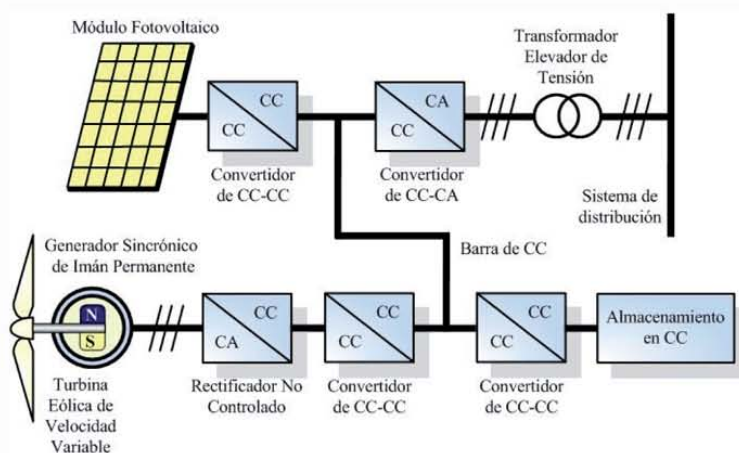 Módulo Fotovoltaico
CC
CC
Convertidor
de CC-CC
CA
CC
Convertidor
de CC-CA
Transformador
Elevador de
Tensión
Sistema de
distribución
Barra de CC
Generador Sincrónico
de Imán Permanente
N
S
Turbina
Eólica de
Velocidad
Variable
CC
CA
Rectificador No
Controlado
CC
CC
Convertidor
de CC-CC
CC
CC
Convertidor
de CC-CC
Almacenamiento
en CC